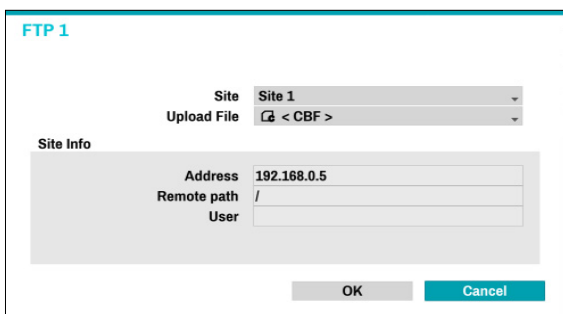 FTP 1
Site Site 1
Upload File < CBF >
Site Info
Address 192.168.0.5
Remote path /
User
OK Cancel